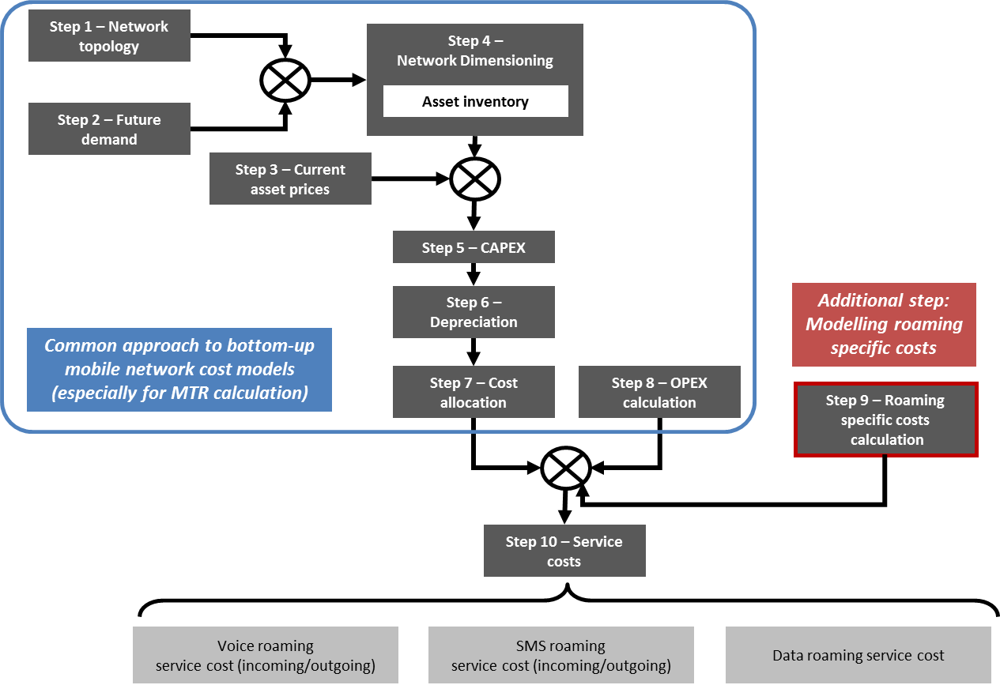 Step 1 – Network
topology
Step 4 –
Network Dimensioning
Asset inventory
Step 2 – Future
demand
Step 3 – Current
asset prices
Step 5 – CAPEX
Step 6 –
Depreciation
Additional step:
Modelling roaming
specific costs
Common approach to bottom-up
mobile network cost models
(especially for MTR calculation)
Step 7 – Cost
allocation
Step 8 – OPEX
calculation
Step 9 – Roaming
specific costs
calculation
Step 10 – Service
costs
Voice roaming
service cost (incoming/outgoing)
SMS roaming
service cost (incoming/outgoing)
Data roaming service cost